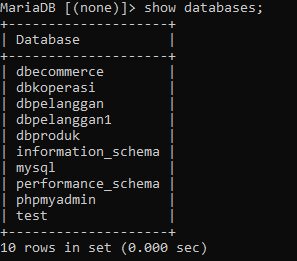 MariaDB [(none)]> show databases;
+--------------------+
| Database           |
+--------------------+
| dbecommerce        |
| dbkoperasi         |
| dbpelanggan        |
| dbpelanggan1       |
| dbproduk           |
| information_schema |
| mysql              |
| performance_schema |
| phpmyadmin         |
| test               |
+--------------------+
10 rows in set (0.000 sec)